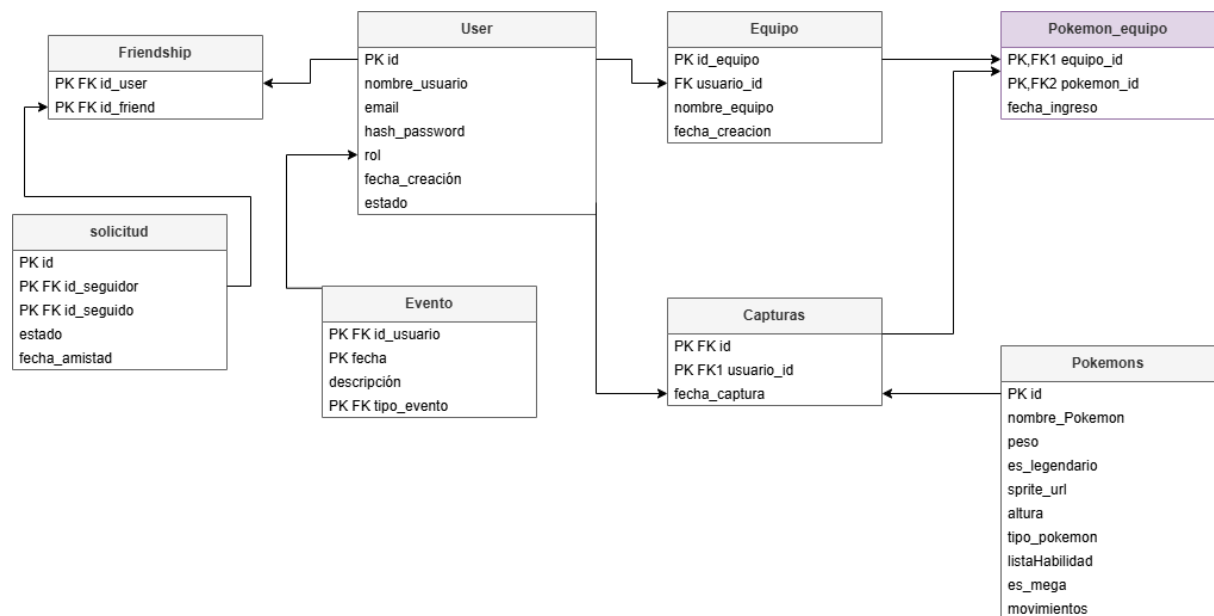 Friendship
PK FK id_user
PK FK id_friend
User
PK id
nombre_usuario
email
hash_password
rol
fecha_creación
estado
Equipo
PK id_equipo
FK usuario_id
nombre_equipo
fecha_creacion
Pokemon_equipo
PK,FK1 equipo_id
PK,FK2 pokemon_id
fecha_ingreso
solicitud
PK id
PK FK id_seguidor
PK FK id_seguido
estado
fecha_amistad
Evento
PK FK id_usuario
PK fecha
descripción
PK FK tipo_evento
Capturas
PK FK id
PK FK1 usuario_id
fecha_captura
Pokemons
PK id
nombre_Pokemon
peso
es_legendario
sprite_url
altura
tipo_pokemon
listaHabilidad
es_mega
movimientos